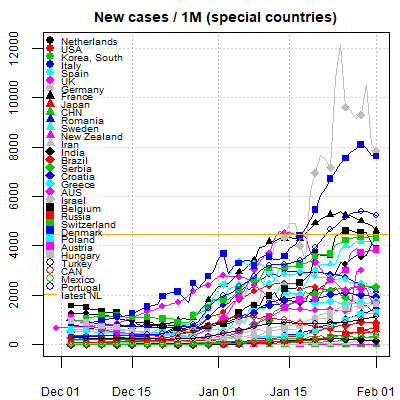 New cases / 1M (special countries)
12000
10000
8000
6000
4000
2000
0
Netherlands
USA
Korea, South
Italy
Spain
UK
Germany
France
Japan
CHN
Romania
Sweden
New Zealand
Iran
India
Brazil
Serbia
Croatia
Greece
AUS
Israel
Belgium
Russia
Switzerland
Denmark
Poland
Austria
Hungary
Turkey
CAN
Mexico
Portugal
latest NL
Dec 01
Dec 15
Jan 01
Jan 15
Feb 01